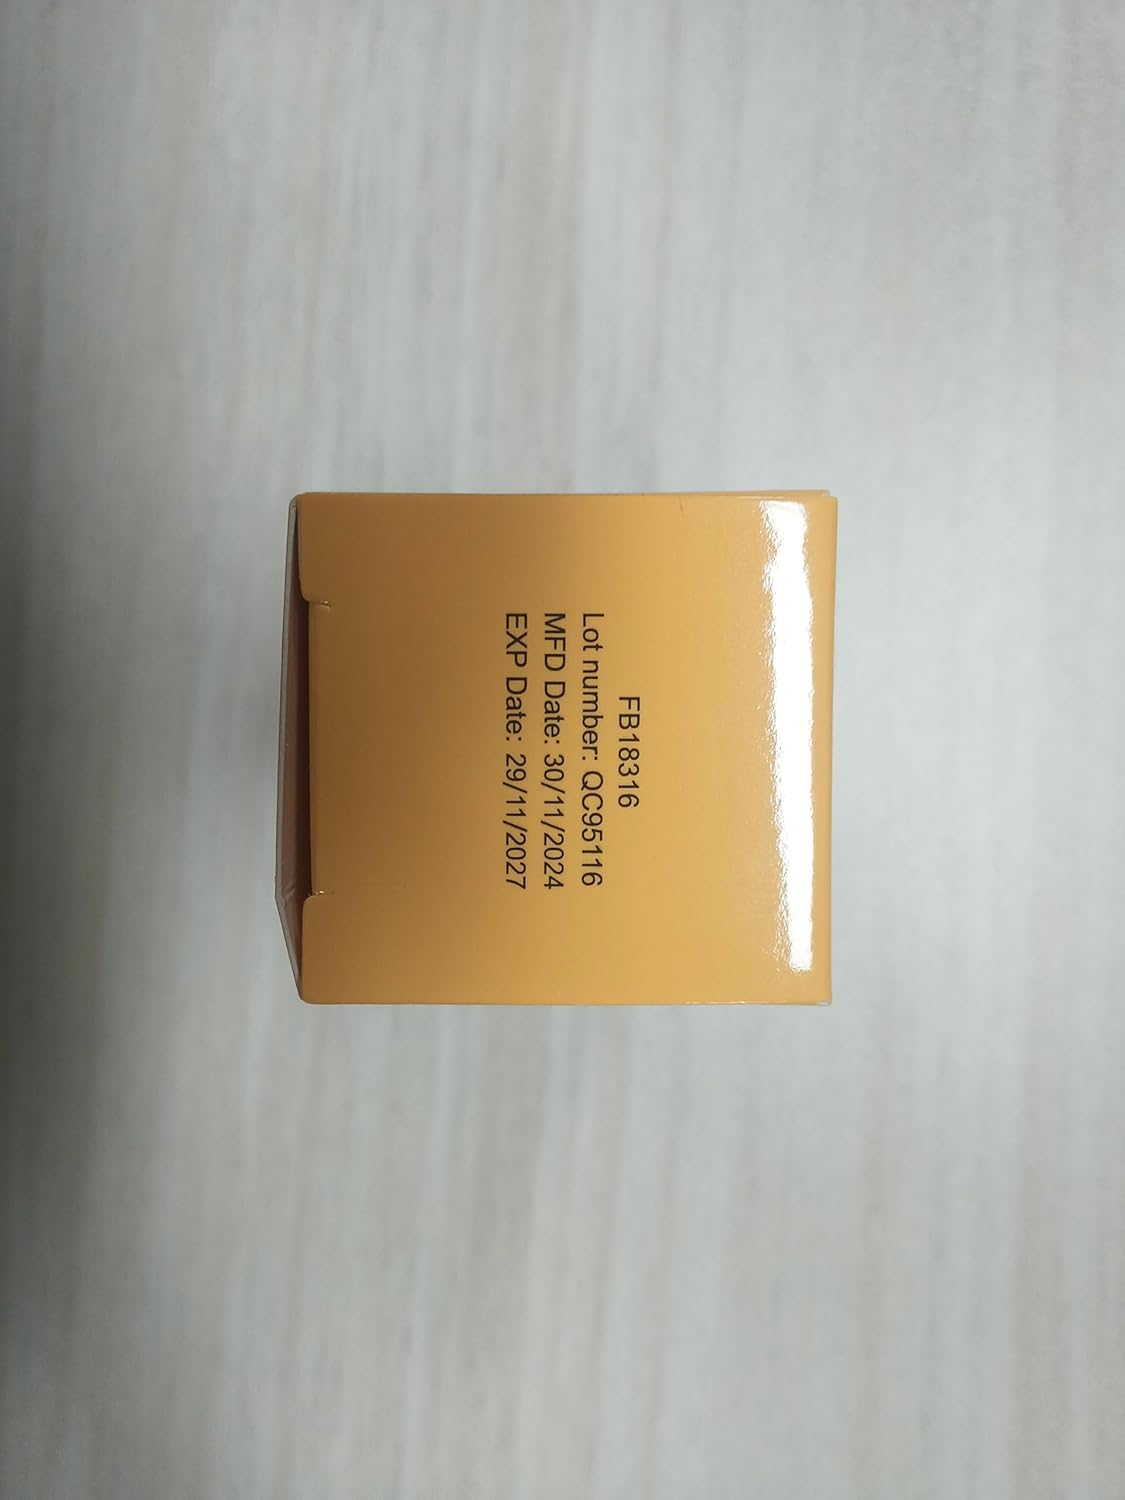 FB18316
Lot number: QC95116
MFD Date: 30/11/2024
EXP Date: 29/11/2027